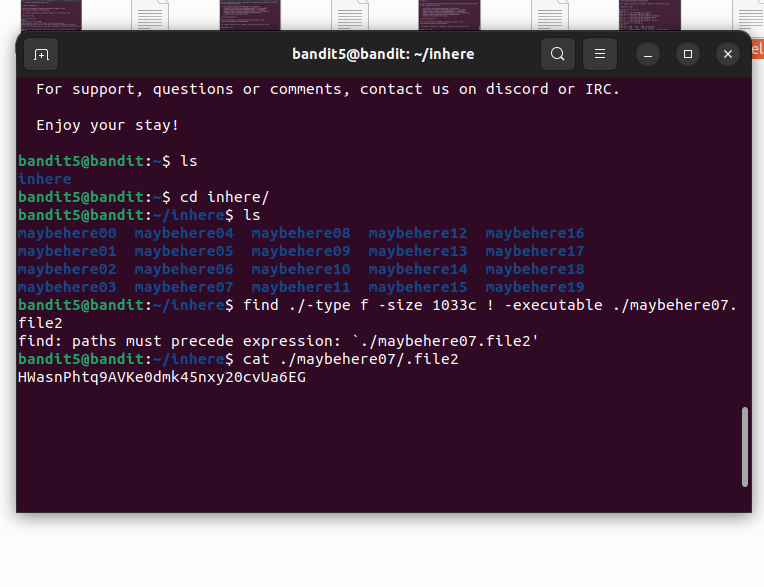 bandit5@bandit: ~/inhere
For support, questions or comments, contact us on discord or IRC.
Enjoy your stay!
bandit5@bandit:~$ ls
inhere
bandit5@bandit:~$ cd inhere/
bandit5@bandit:~/inhere$ ls
maybehere00  maybehere04  maybehere08  maybehere12  maybehere16
maybehere01  maybehere05  maybehere09  maybehere13  maybehere17
maybehere02  maybehere06  maybehere10  maybehere14  maybehere18
maybehere03  maybehere07  maybehere11  maybehere15  maybehere19
bandit5@bandit:~/inhere$ find ./-type f -size 1033c ! -executable ./maybehere07.
file2
find: paths must precede expression: `./maybehere07.file2'
bandit5@bandit:~/inhere$ cat ./maybehere07/.file2
HWasnPhtq9AVKe0dmk45nxy20cvUa6EG